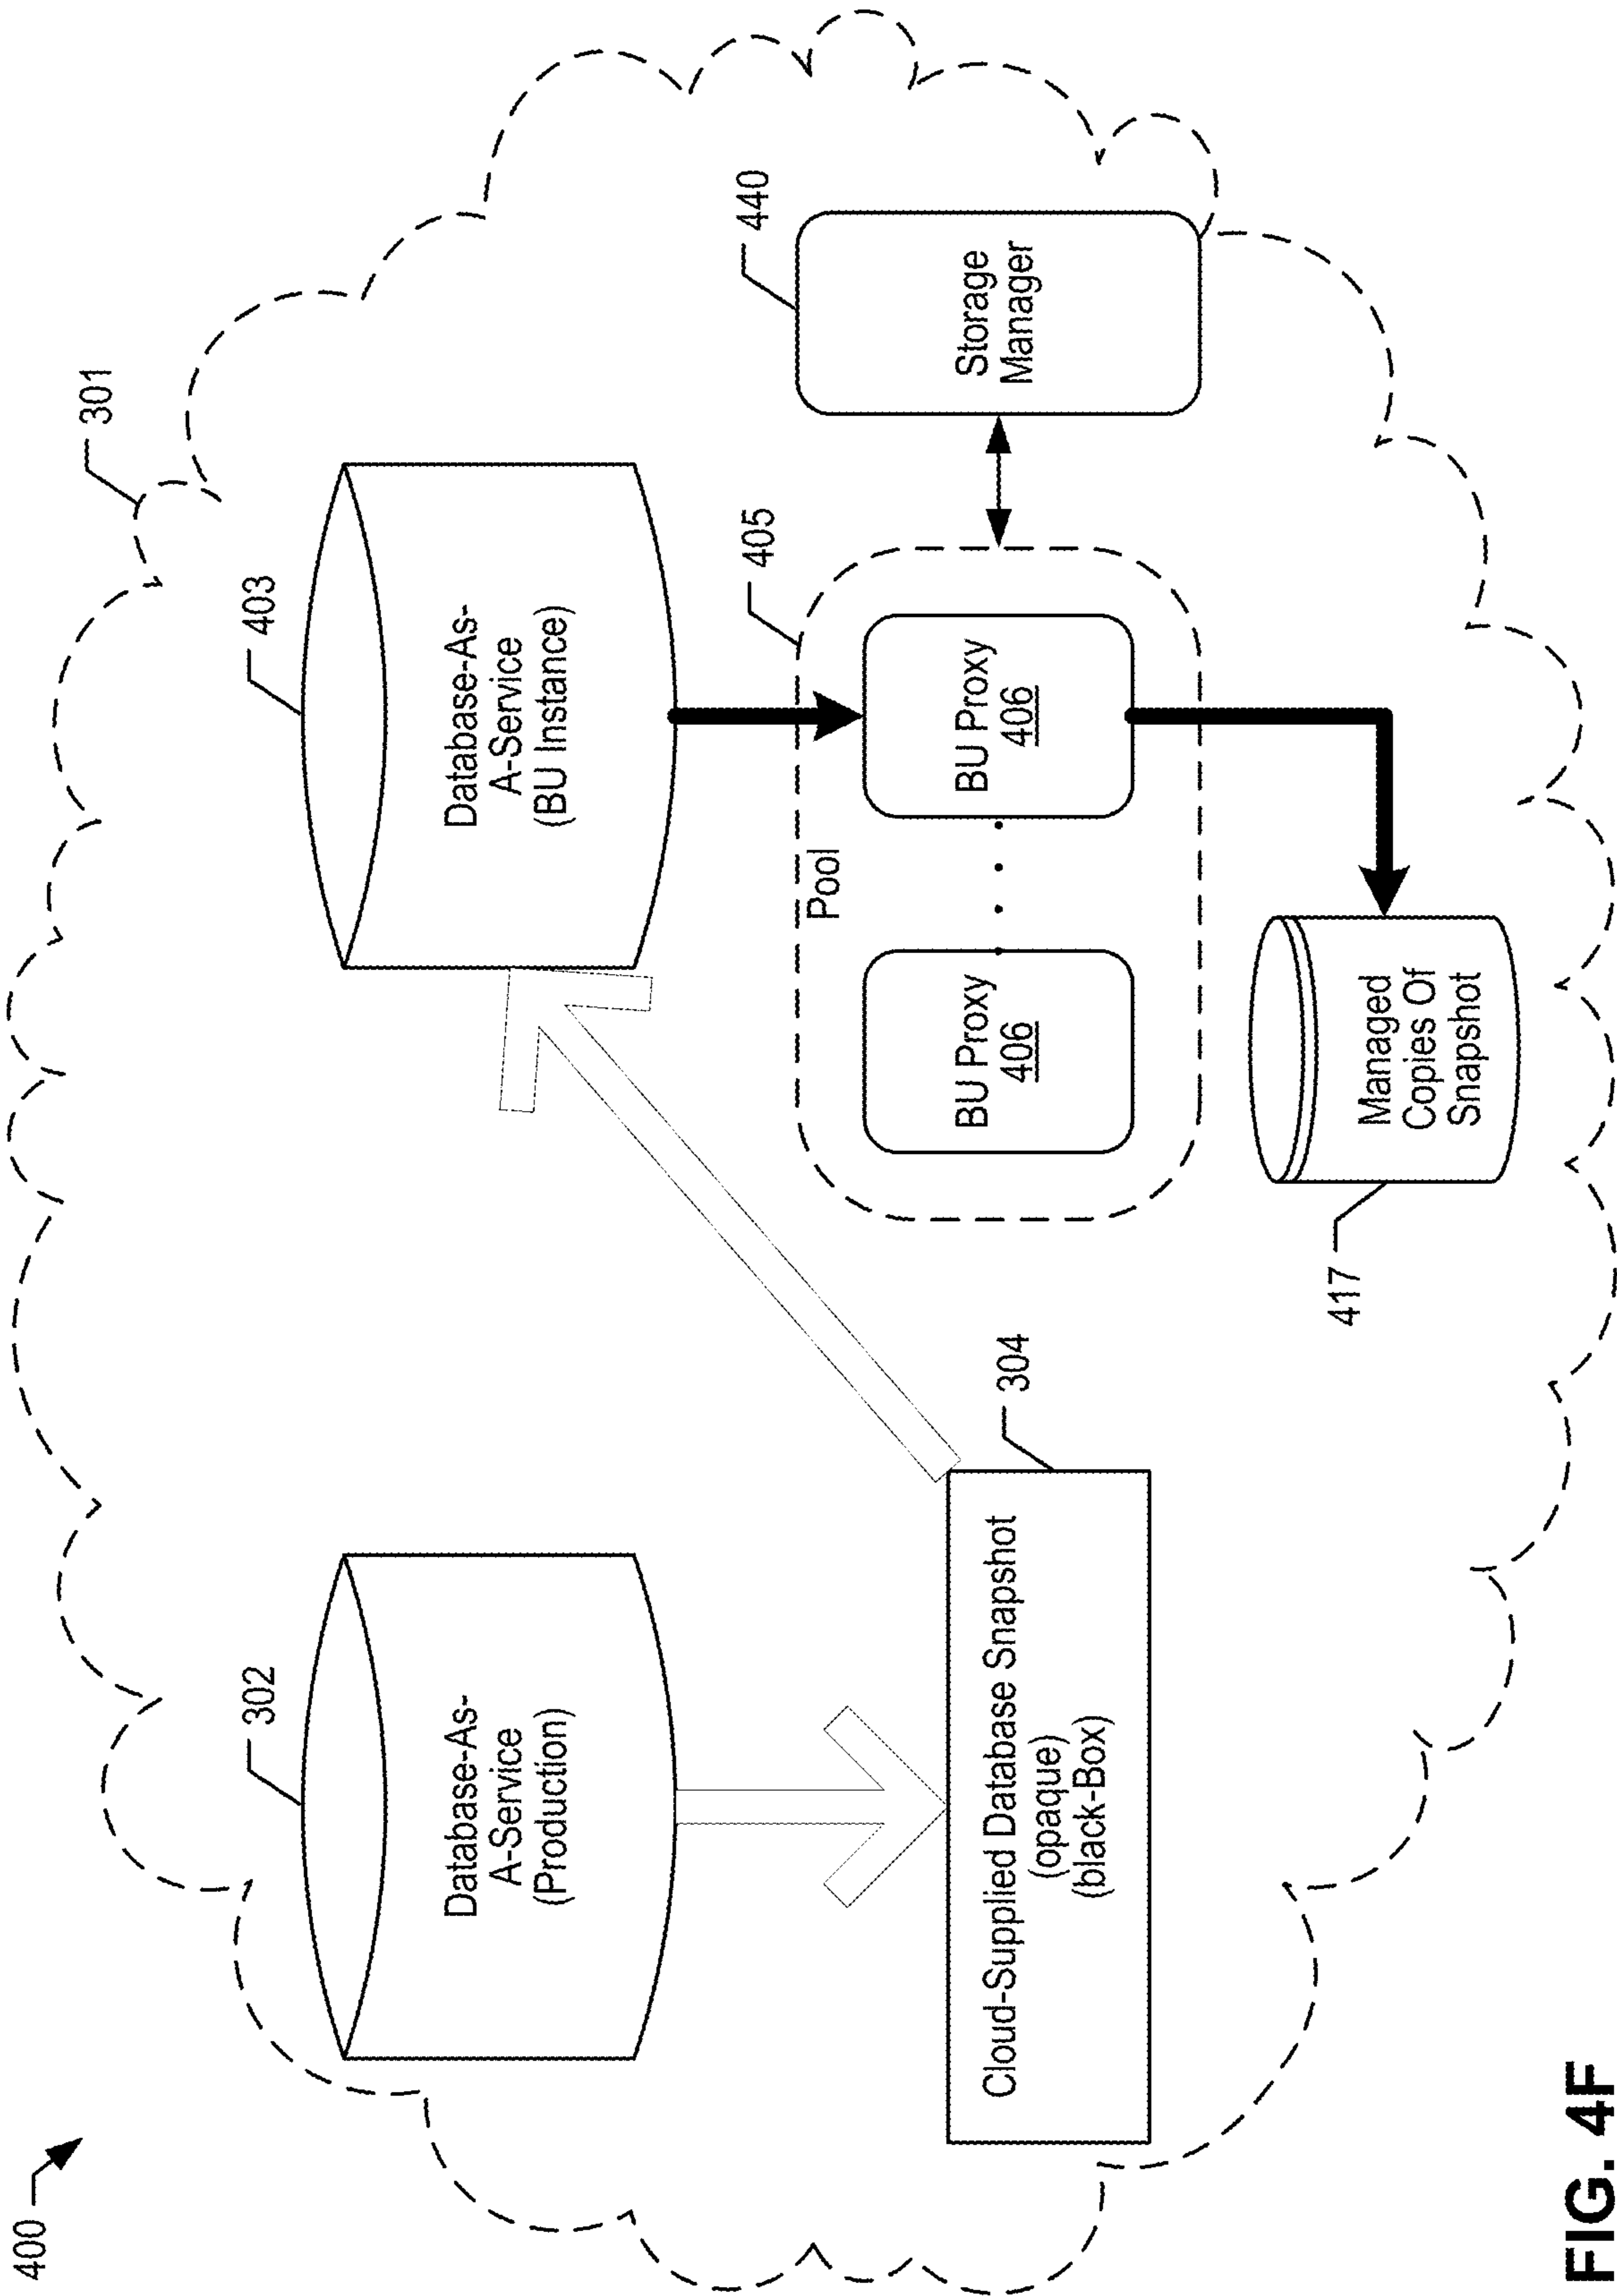 400
301
302
Database-As-
A-Service
(Production)
403
Database-As-
A-Service
(BU Instance)
304
Cloud-Supplied Database Snapshot
(opaque)
(black-Box)
405
Pool
BU Proxy
406
BU Proxy
406
440
Storage
Manager
417
Managed
Copies Of
Snapshot
FIG. 4F